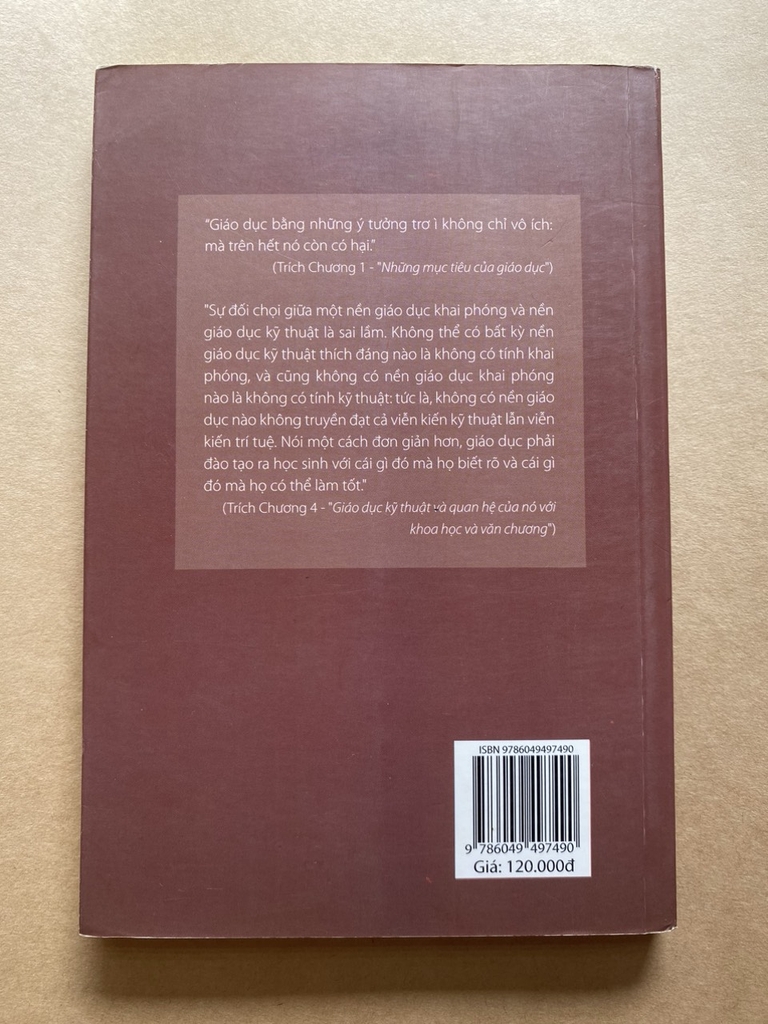 "Giáo dục bằng những ý tưởng trơ ì không chỉ vô ích:
mà trên hết nó còn có hại."
(Trích Chương 1 - "Những mục tiêu của giáo dục")
"Sự đối chọi giữa một nền giáo dục khai phóng và nền
giáo dục kỹ thuật là sai lầm. Không thể có bất kỳ nền
giáo dục kỹ thuật thích đáng nào là không có tính khai
phóng, và cũng không có nền giáo dục khai phóng
nào là không có tính kỹ thuật: tức là, không có nền giáo
dục nào không truyền đạt cả viễn kiến kỹ thuật lẫn viễn
kiến trí tuệ. Nói một cách đơn giản hơn, giáo dục phải
đào tạo ra học sinh với cái gì đó mà họ biết rõ và cái gì
đó mà họ có thể làm tốt."
(Trích Chương 4 - "Giáo dục kỹ thuật và quan hệ của nó với
khoa học và văn chương")
ISBN 9786049497490
9 786049 497490
Giá: 120.000đ